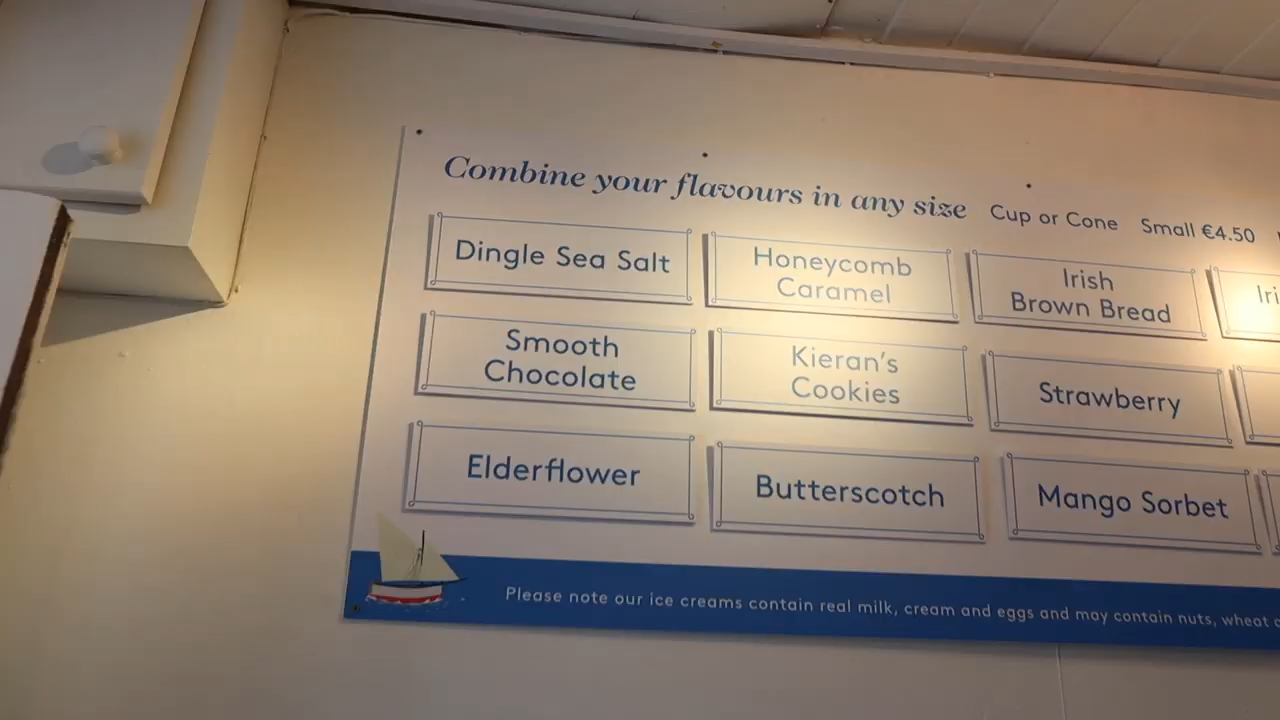 Combine your flavours in any size Cup or Cone Small €4.50
Dingle Sea Salt
Honeycomb
Caramel
Irish
Brown Bread
Smooth
Chocolate
Kieran's
Cookies
Strawberry
Elderflower
Butterscotch
Mango Sorbet
Please note our ice creams contain real milk, cream and eggs and may contain nuts, wheat